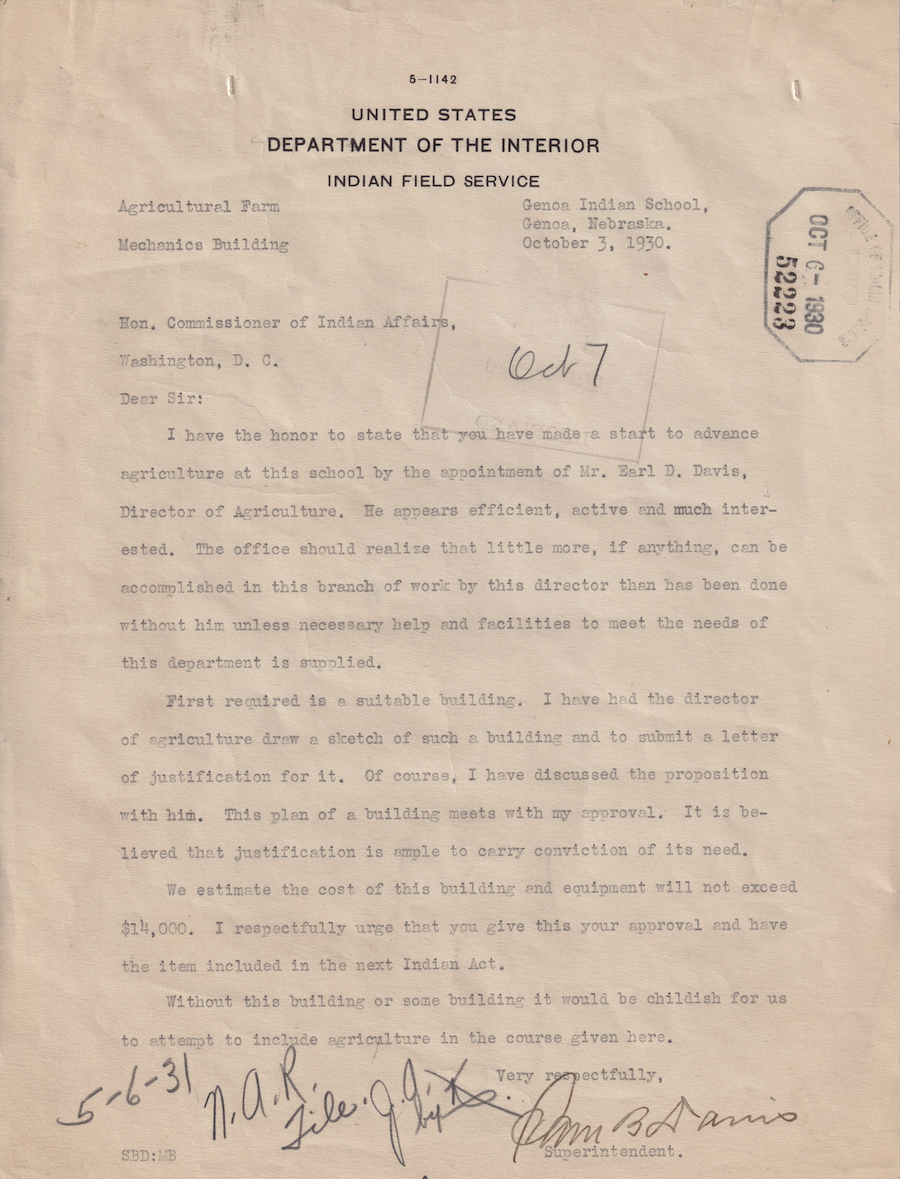 5-1142
UNITED STATES
DEPARTMENT OF THE INTERIOR
INDIAN FIELD SERVICE
Agricultural Farm
Mechanics Building
Genoa Indian School,
Genoa, Nebraska.
October 3, 1930.
OCT 6 - 1930
52223
Hon. Commissioner of Indian Affairs,
Washington, D. C.
Oct 7
Dear Sir:
I have the honor to state that you have made a start to advance
agriculture at this school by the appointment of Mr. Earl D. Davis,
Director of Agriculture. He appears efficient, active and much inter-
ested. The office should realize that little more, if anything, can be
accomplished in this branch of work by this director than has been done
without him unless necessary help and facilities to meet the needs of
this department is supplied.
First required is a suitable building. I have had the director
of agriculture draw a sketch of such a building and to submit a letter
of justification for it. Of course, I have discussed the proposition
with him. This plan of a building meets with my approval. It is be-
lieved that justification is ample to carry conviction of its need.
We estimate the cost of this building and equipment will not exceed
$14,000. I respectfully urge that you give this your approval and have
the item included in the next Indian Act.
Without this building or some building it would be childish for us
to attempt to include agriculture in the course given here.
Very respectfully,
5-6-31
N.A.R.
File.
Sam B Davis
Superintendent.
SBD:MB